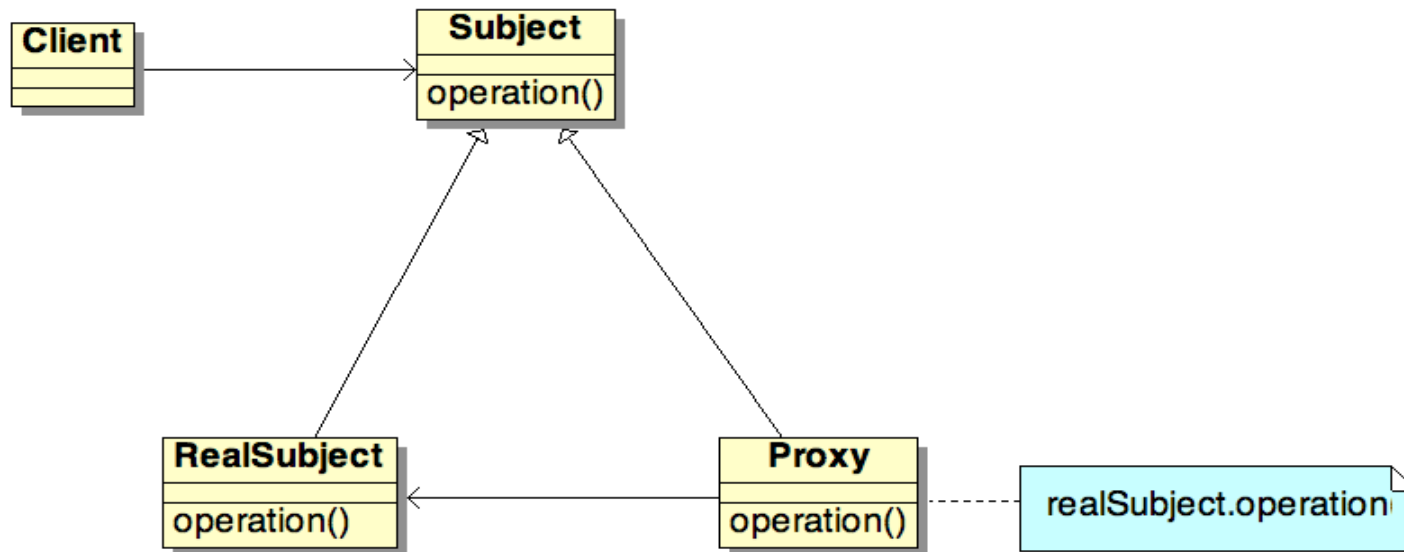 Client
Subject
operation()
RealSubject
operation()
Proxy
operation()
realSubject.operation(